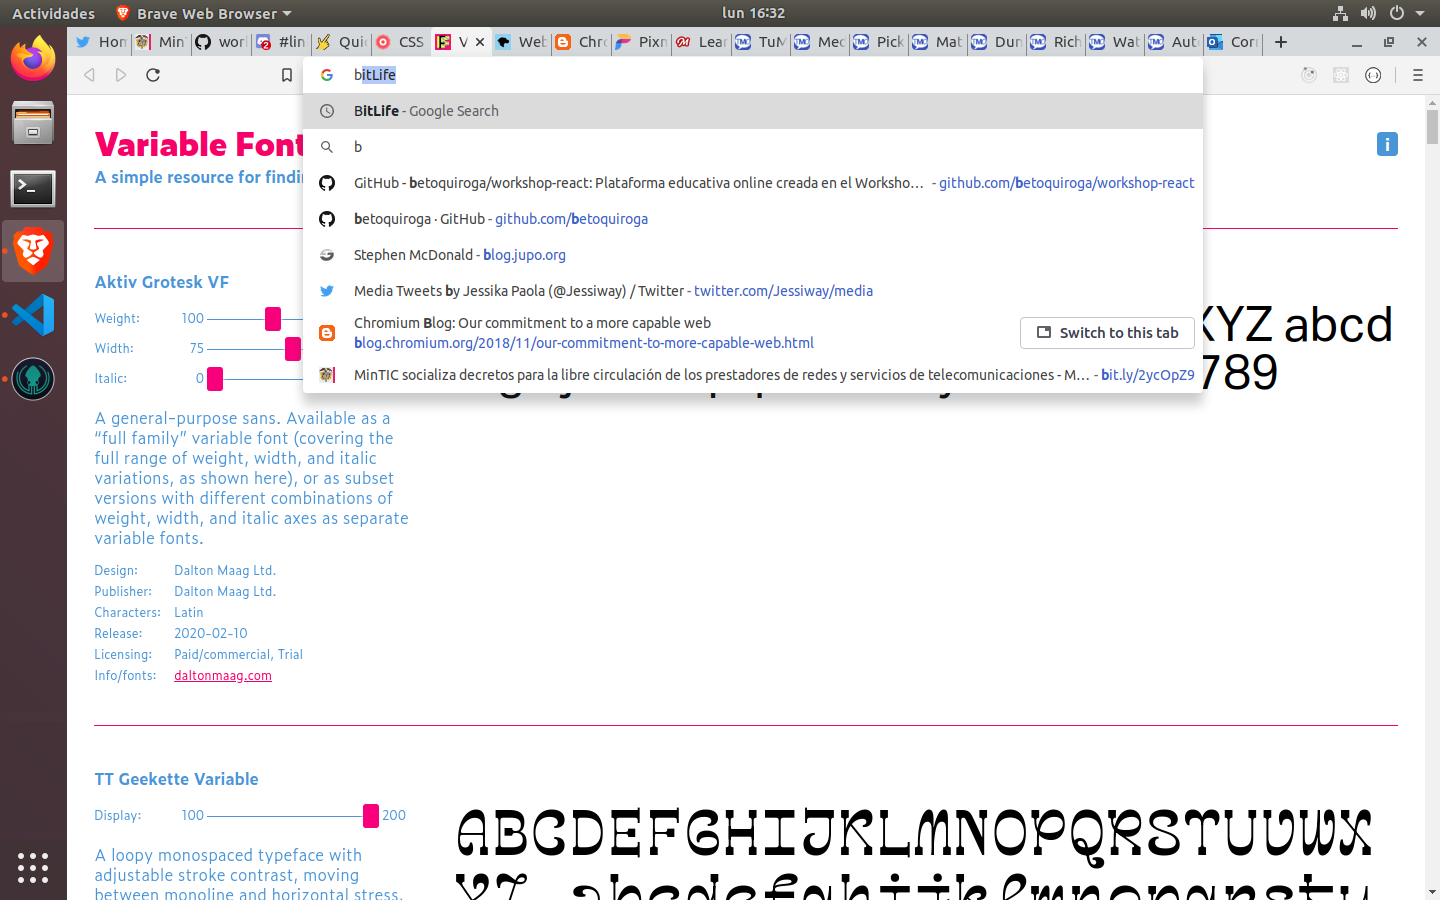 Actividades
Brave Web Browser
lun 16:32
Hom
Min
wor
#lin
Quic
CSS
V
Web
Chro
Pixn
Lear
TuM
Mec
Pick
Mat
Dun
Rich
Wat
Aut
Corr
bitLife
BitLife - Google Search
b
GitHub - betoquiroga/workshop-react: Plataforma educativa online creada en el Worksho… - github.com/betoquiroga/workshop-react
betoquiroga · GitHub - github.com/betoquiroga
Stephen McDonald - blog.jupo.org
Media Tweets by Jessika Paola (@Jessiway) / Twitter - twitter.com/Jessiway/media
Chromium Blog: Our commitment to a more capable web
blog.chromium.org/2018/11/our-commitment-to-more-capable-web.html
Switch to this tab
MinTIC socializa decretos para la libre circulación de los prestadores de redes y servicios de telecomunicaciones - M… - bit.ly/2ycOpZ9
Variable Font
A simple resource for findin
i
Aktiv Grotesk VF
Weight: 100
Width: 75
Italic: 0
XYZ abcd
789
A general-purpose sans. Available as a
“full family” variable font (covering the
full range of weight, width, and italic
variations, as shown here), or as subset
versions with different combinations of
weight, width, and italic axes as separate
variable fonts.
Design: Dalton Maag Ltd.
Publisher: Dalton Maag Ltd.
Characters: Latin
Release: 2020-02-10
Licensing: Paid/commercial, Trial
Info/fonts: daltonmaag.com
TT Geekette Variable
Display: 100 200
A loopy monospaced typeface with
adjustable stroke contrast, moving
between monoline and horizontal stress.
ABCDEFGHIJKLMNOPQRSTUVWX
YZ abcdefghijklmnopqrstu